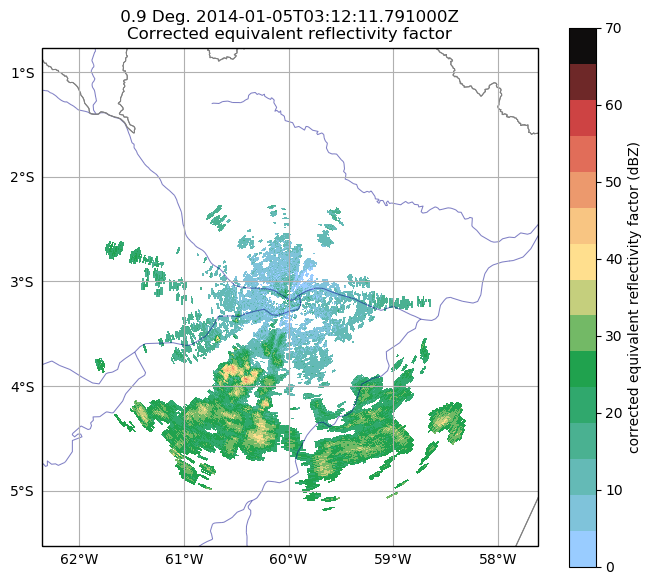 0.9 Deg. 2014-01-05T03:12:11.791000Z
Corrected equivalent reflectivity factor
1°S
2°S
3°S
4°S
5°S
62°W
61°W
60°W
59°W
58°W
70
60
50
40
30
20
10
0
corrected equivalent reflectivity factor (dBZ)